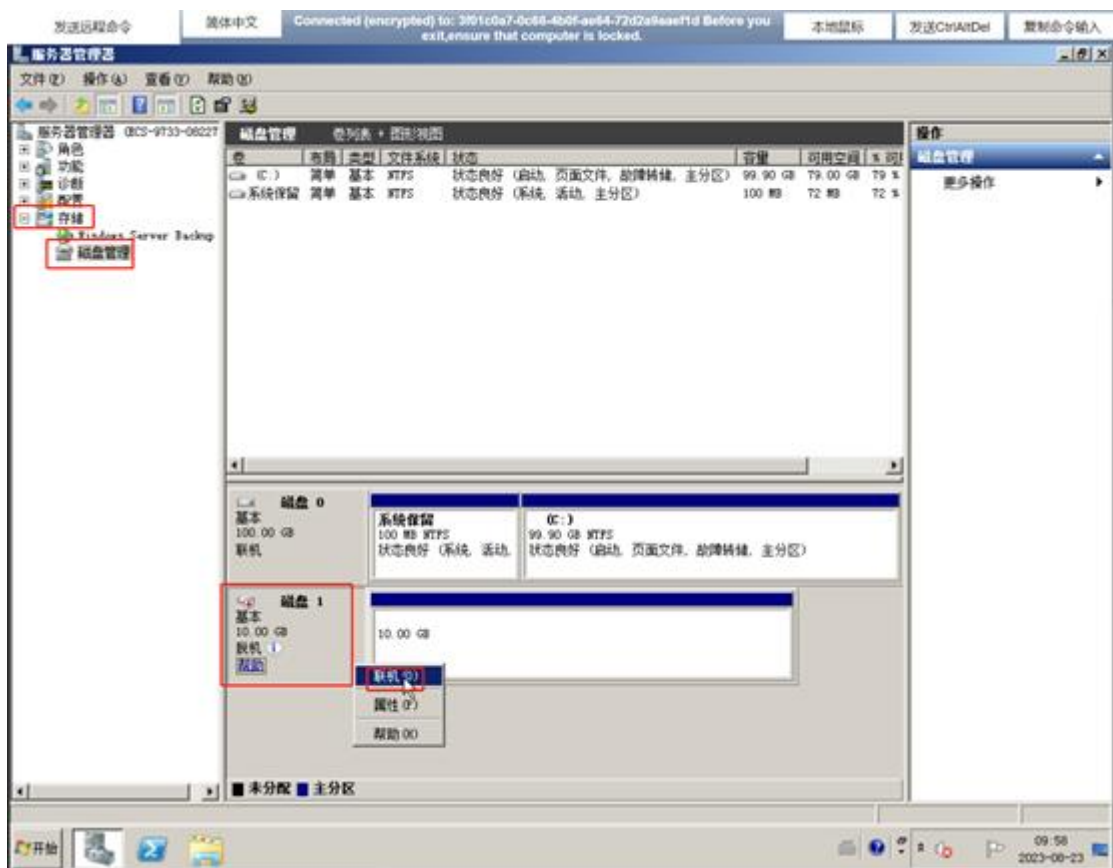 发送远程命令
简体中文
Connected (encrypted) to: 3f01c0a7-0c68-4b0f-ae64-72d2a9aaef1d Before you
exit,ensure that computer is locked.
本地鼠标
发送CtrlAltDel
复制命令输入
服务器管理器
文件(F) 操作(A) 查看(V) 帮助(H)
服务器管理器
角色
功能
诊断
配置
存储
Windows Server Backup
磁盘管理
磁盘管理 卷列表 + 图形视图
卷 布局 类型 文件系统 状态 容量 可用空间
(C:) 简单 基本 NTFS 状态良好 (启动, 页面文件, 故障转储, 主分区) 99.90 GB 79.00 GB 79 %
系统保留 简单 基本 NTFS 状态良好 (系统, 活动, 主分区) 100 MB 72 MB 72 %
操作
磁盘管理
更多操作
磁盘 0
基本
100.00 GB
联机
系统保留
100 MB NTFS
状态良好 (系统, 活动,
(C:)
99.90 GB NTFS
状态良好 (启动, 页面文件, 故障转储, 主分区)
磁盘 1
基本
10.00 GB
脱机
帮助
10.00 GB
联机(O)
属性(P)
帮助(H)
未分配 主分区
开始
09:58
2023-08-23